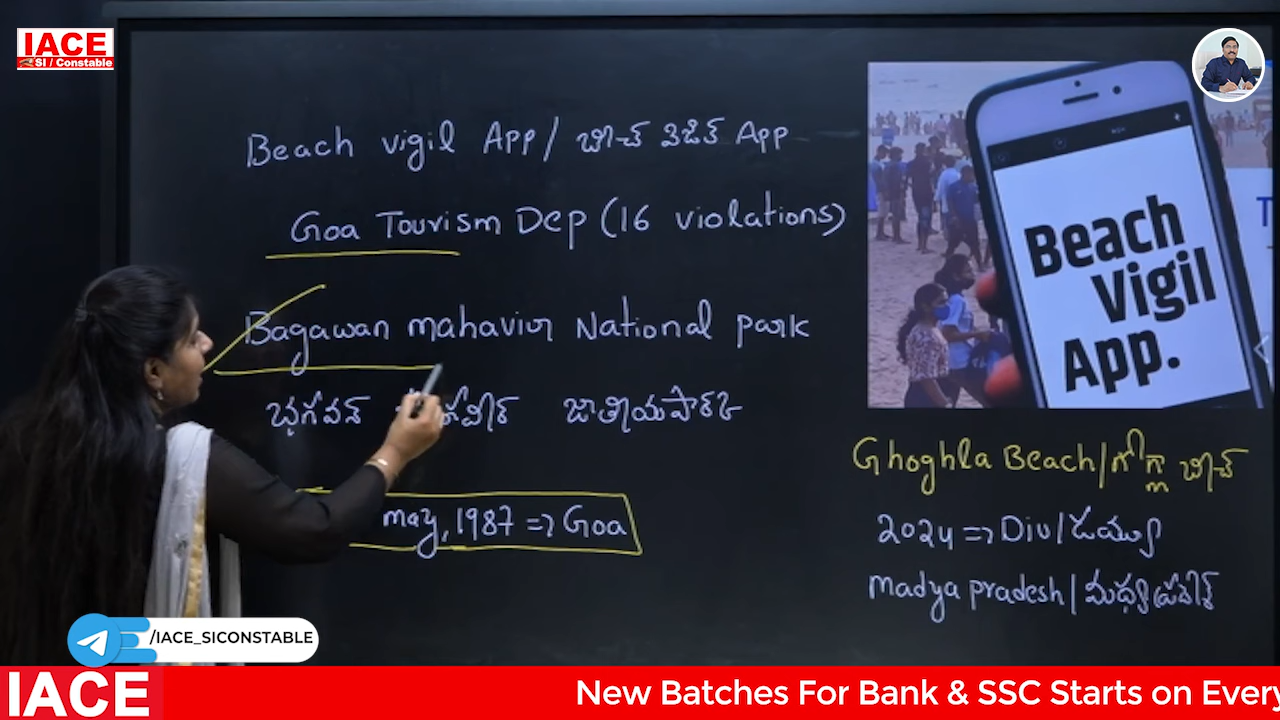 IACE
SI / Constable
Beach vigil App / బీచ్ విజిల్ App
Goa Tourism Dep (16 violations)
Bagawan mahavior National park
భగవన్ జాతీయపార్క్
may, 1987 => Goa
Beach
Vigil
App.
Ghoghla Beach / గోగ్లా బీచ్
2024 => Diu / డయ్యు
Madya pradesh / మధ్యప్రదేశ్
/IACE_SICONSTABLE
IACE
New Batches For Bank & SSC Starts on Every